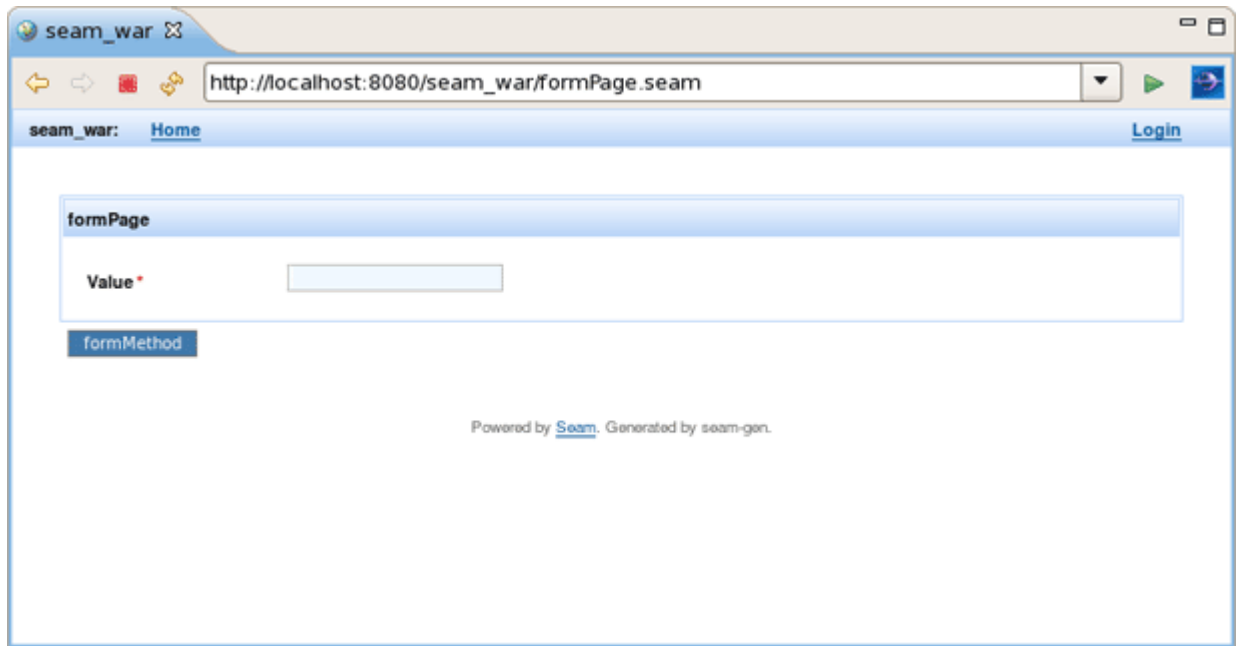 seam_war
http://localhost:8080/seam_war/formPage.seam
seam_war: Home Login
formPage
Value*
formMethod
Powered by Seam. Generated by seam-gen.